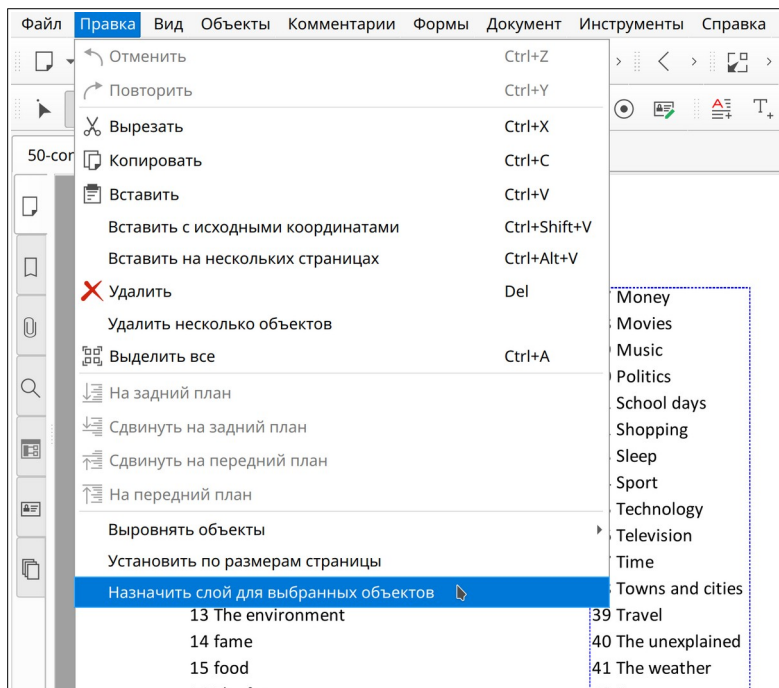 Файл Правка Вид Объекты Комментарии Формы Документ Инструменты Справка
Отменить Ctrl+Z
Повторить Ctrl+Y
Вырезать Ctrl+X
Копировать Ctrl+C
Вставить Ctrl+V
Вставить с исходными координатами Ctrl+Shift+V
Вставить на нескольких страницах Ctrl+Alt+V
Удалить Del
Удалить несколько объектов
Выделить все Ctrl+A
На задний план
Сдвинуть на задний план
Сдвинуть на передний план
На передний план
Выровнять объекты
Установить по размерам страницы
Назначить слой для выбранных объектов
50-con
Money
Movies
Music
Politics
School days
Shopping
Sleep
Sport
Technology
Television
Time
Towns and cities
13 The environment
39 Travel
14 fame
40 The unexplained
15 food
41 The weather